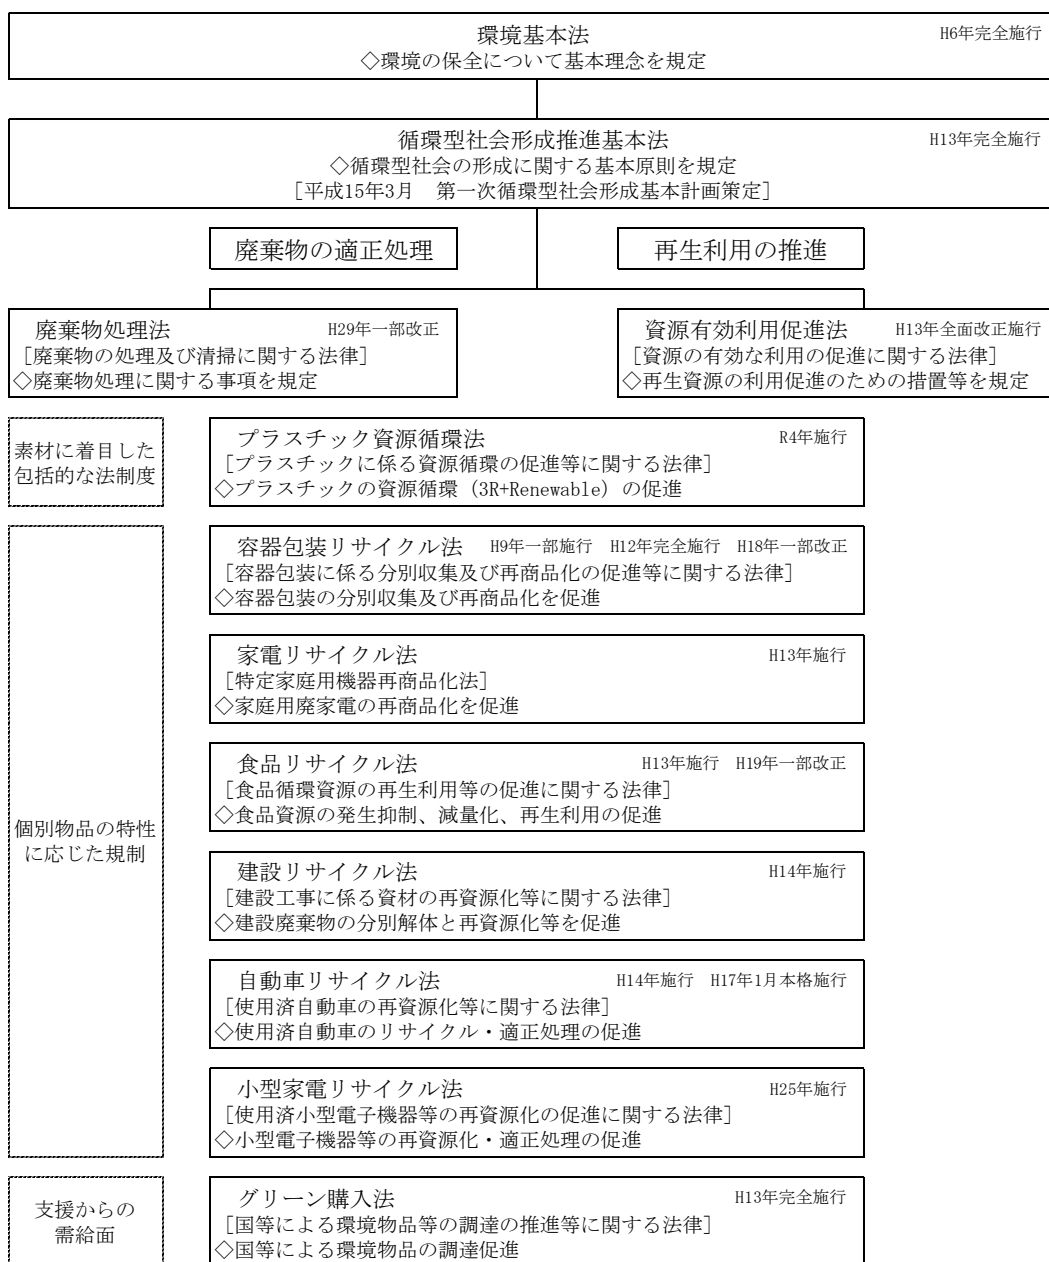 環境基本法 H6年完全施行
◇環境の保全について基本理念を規定
循環型社会形成推進基本法 H13年完全施行
◇循環型社会の形成に関する基本原則を規定
［平成15年3月 第一次循環型社会形成基本計画策定］
廃棄物の適正処理
再生利用の推進
廃棄物処理法 H29年一部改正
［廃棄物の処理及び清掃に関する法律］
◇廃棄物処理に関する事項を規定
資源有効利用促進法 H13年全面改正施行
［資源の有効な利用の促進に関する法律］
◇再生資源の利用促進のための措置等を規定
素材に着目した
包括的な法制度
プラスチック資源循環法 R4年施行
［プラスチックに係る資源循環の促進等に関する法律］
◇プラスチックの資源循環（3R+Renewable）の促進
個別物品の特性
に応じた規制
容器包装リサイクル法 H9年一部施行 H12年完全施行 H18年一部改正
［容器包装に係る分別収集及び再商品化の促進等に関する法律］
◇容器包装の分別収集及び再商品化を促進
家電リサイクル法 H13年施行
［特定家庭用機器再商品化法］
◇家庭用廃家電の再商品化を促進
食品リサイクル法 H13年施行 H19年一部改正
［食品循環資源の再生利用等の促進に関する法律］
◇食品資源の発生抑制、減量化、再生利用の促進
建設リサイクル法 H14年施行
［建設工事に係る資材の再資源化等に関する法律］
◇建設廃棄物の分別解体と再資源化等を促進
自動車リサイクル法 H14年施行 H17年1月本格施行
［使用済自動車の再資源化等に関する法律］
◇使用済自動車のリサイクル・適正処理の促進
小型家電リサイクル法 H25年施行
［使用済小型電子機器等の再資源化の促進に関する法律］
◇小型電子機器等の再資源化・適正処理の促進
支援からの
需給面
グリーン購入法 H13年完全施行
［国等による環境物品等の調達の推進等に関する法律］
◇国等による環境物品の調達促進